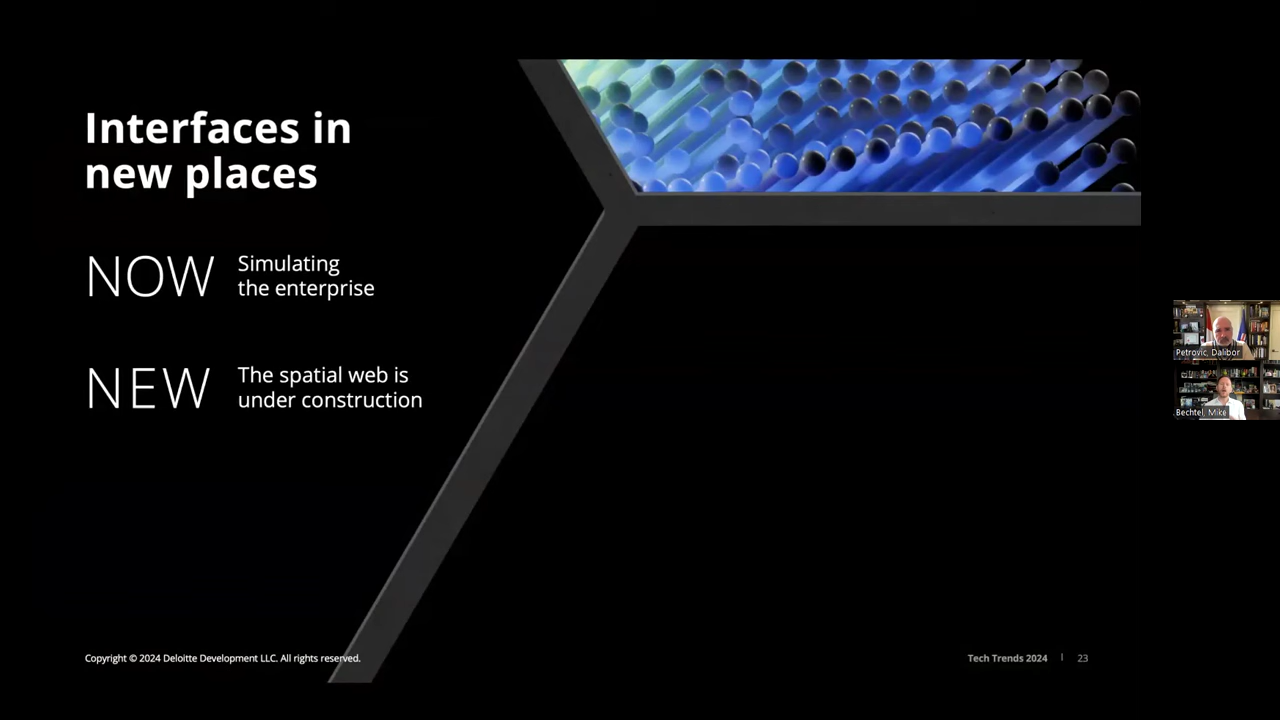 Interfaces in
new places
NOW
Simulating
the enterprise
NEW
The spatial web is
under construction
Petrovic, Dalibor
Bechtel, Mike
Copyright © 2024 Deloitte Development LLC. All rights reserved.
Tech Trends 2024 | 23